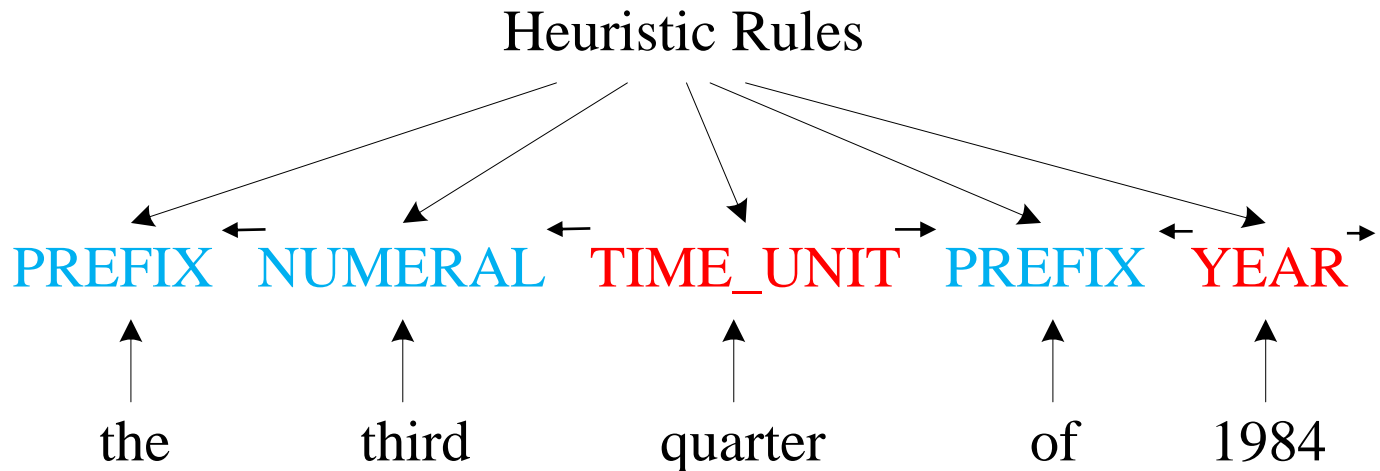 Heuristic Rules
PREFIX NUMERAL TIME_UNIT PREFIX YEAR
the third quarter of 1984